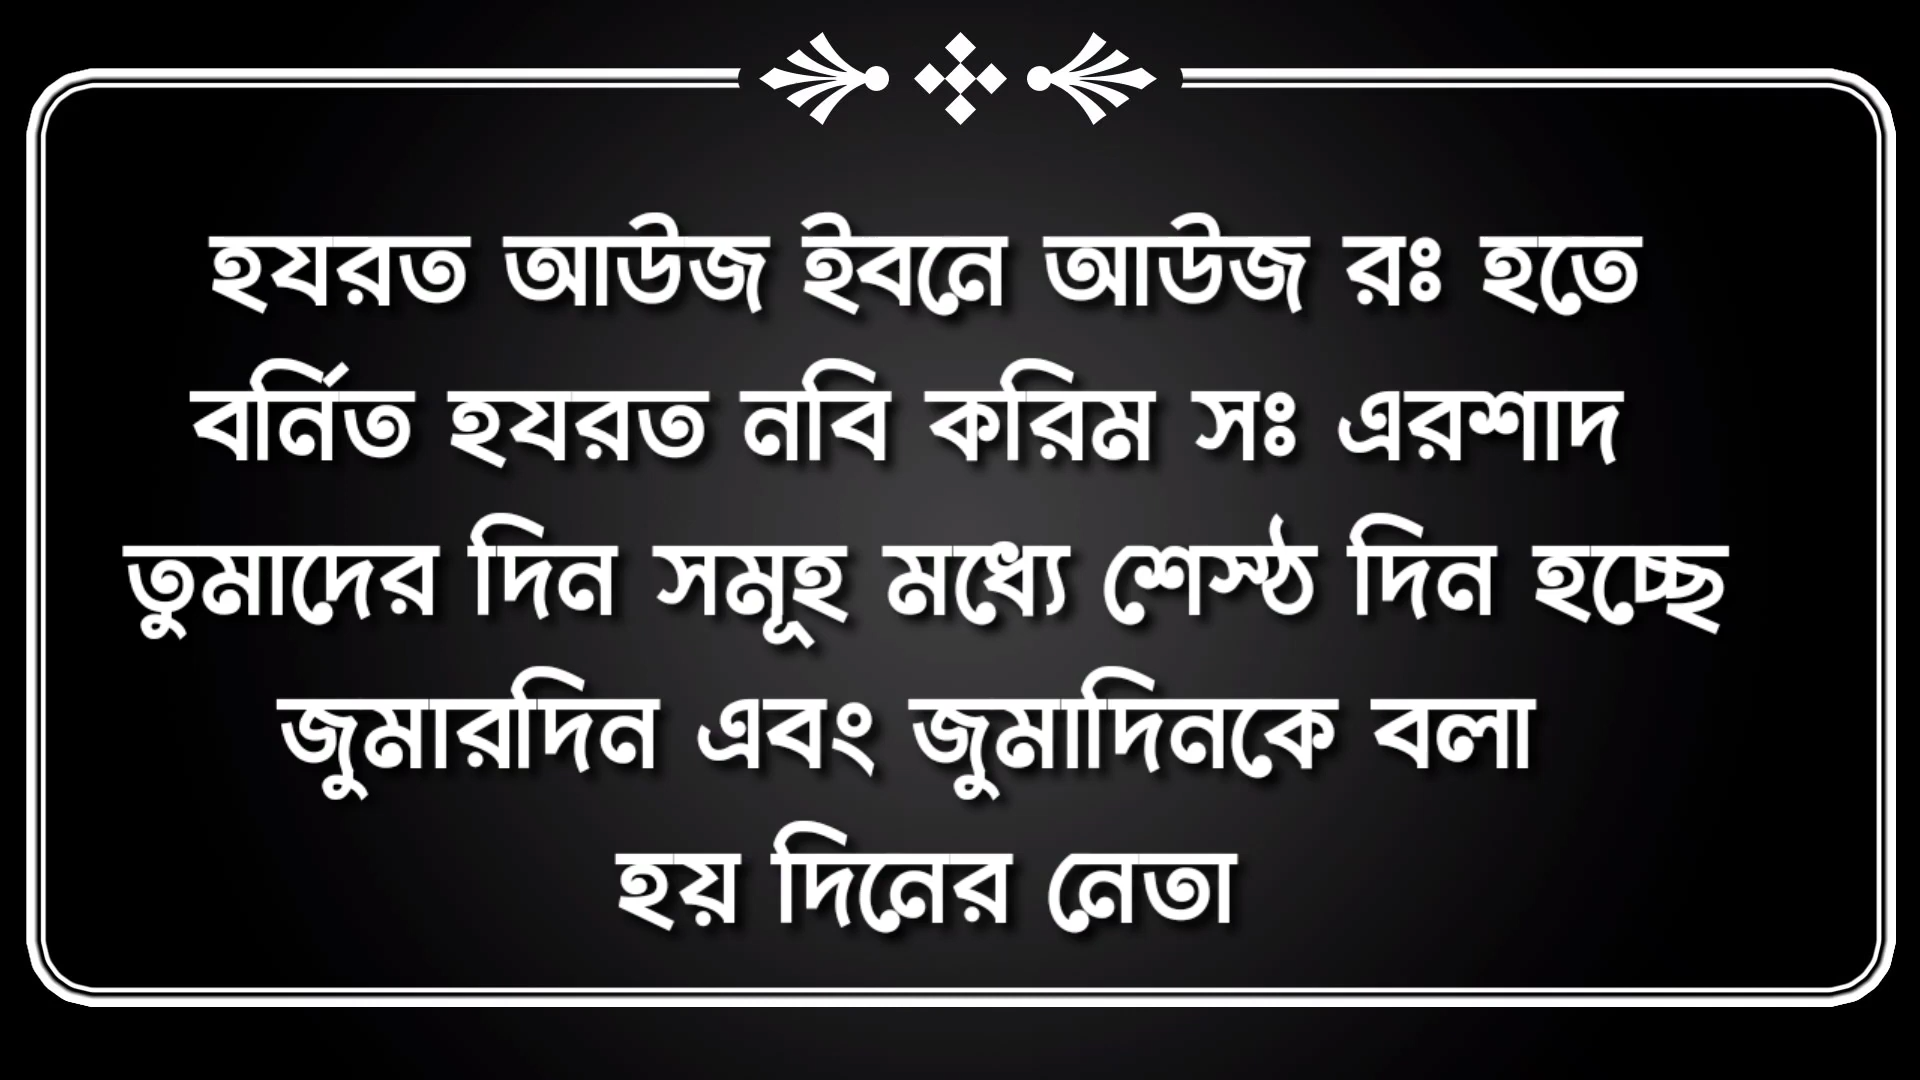 হযরত আউজ ইবনে আউজ রঃ হতে
বর্নিত হযরত নবি করিম সঃ এরশাদ
তুমাদের দিন সমূহ মধ্যে শেস্ঠ দিন হচ্ছে
জুমারদিন এবং জুমাদিনকে বলা
হয় দিনের নেতা